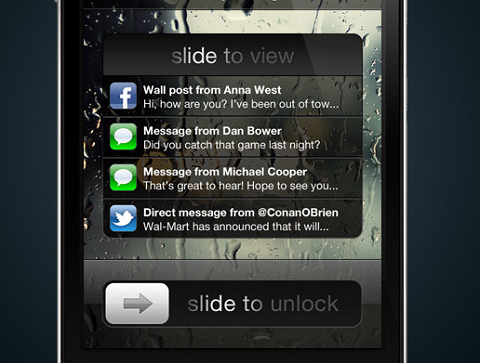 slide to view
Wall post from Anna West
Hi, how are you? I've been out of tow...
Message from Dan Bower
Did you catch that game last night?
Message from Michael Cooper
That's great to hear! Hope to see you...
Direct message from @ConanOBrien
Wal-Mart has announced that it will...
slide to unlock